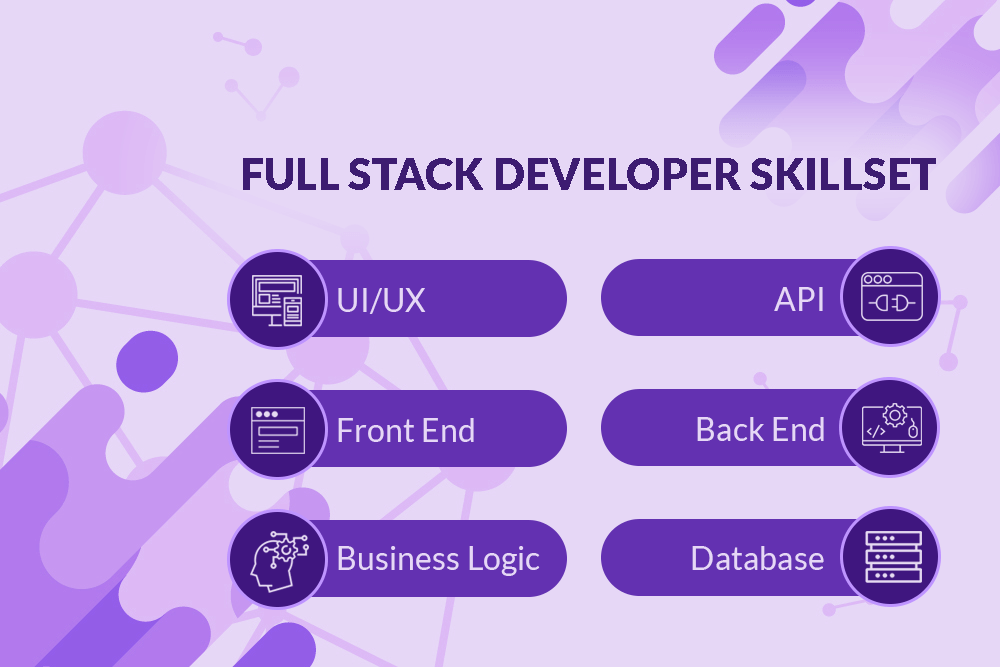 FULL STACK DEVELOPER SKILLSET
UI/UX
API
Front End
</>
Back End
Business Logic
Database